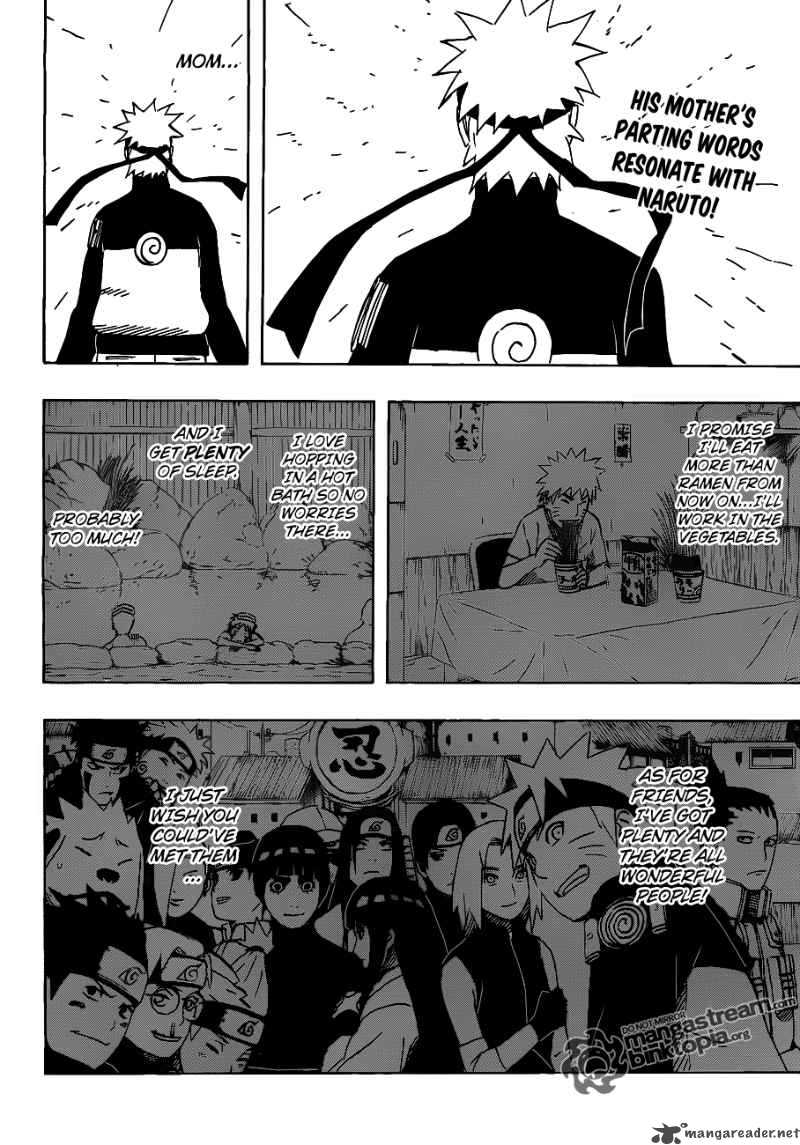 MOM...
HIS MOTHER'S
PARTING WORDS
RESONATE WITH
NARUTO!
I PROMISE
I'LL EAT
MORE THAN
RAMEN FROM
NOW ON...I'LL
WORK IN THE
VEGETABLES.
I LOVE
HOPPING
IN A HOT
BATH SO NO
WORRIES
THERE...
AND I
GET PLENTY
OF SLEEP.
PROBABLY
TOO MUCH!
AS FOR
FRIENDS,
I'VE GOT
PLENTY AND
THEY'RE ALL
WONDERFUL
PEOPLE!
忍
I JUST
WISH YOU
COULD'VE
MET THEM
...
DO NOT MIRROR
mangastream.com
binktopia.org
mangareader.net